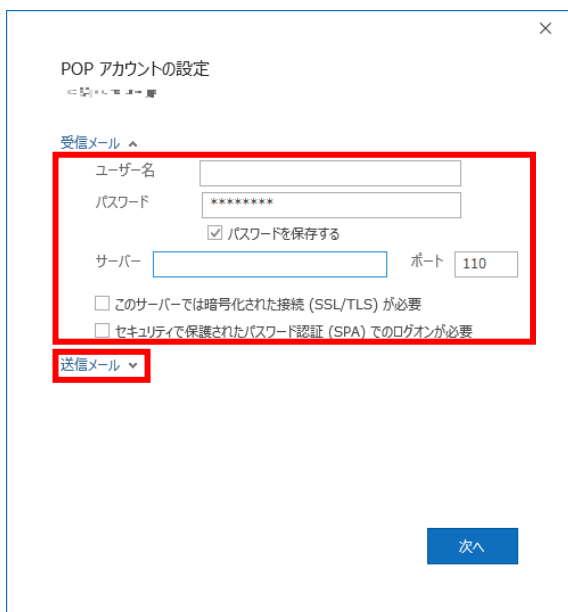 POP アカウントの設定
受信メール
ユーザー名
パスワード ********
パスワードを保存する
サーバー ポート 110
このサーバーでは暗号化された接続 (SSL/TLS) が必要
セキュリティで保護されたパスワード認証 (SPA) でのログオンが必要
送信メール
次へ